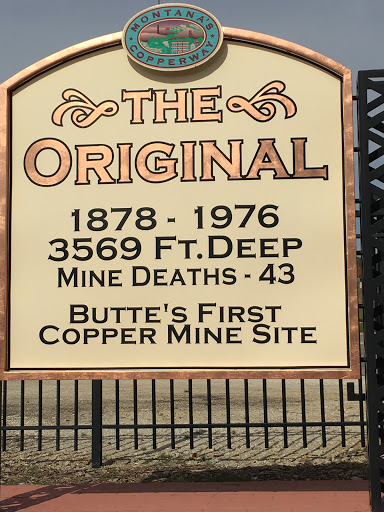 MONTANA'S
COPPERWAY
THE
ORIGINAL
1878 - 1976
3569 FT. DEEP
MINE DEATHS - 43
BUTTE'S FIRST
COPPER MINE SITE